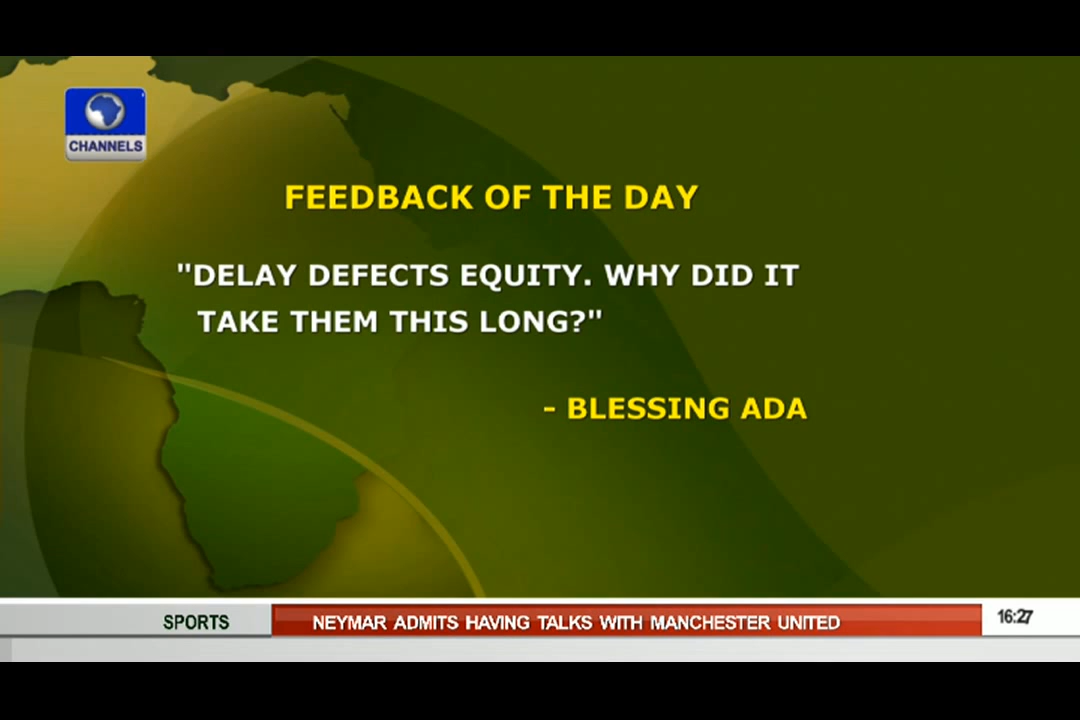 CHANNELS
FEEDBACK OF THE DAY
"DELAY DEFECTS EQUITY. WHY DID IT
TAKE THEM THIS LONG?"
- BLESSING ADA
SPORTS
NEYMAR ADMITS HAVING TALKS WITH MANCHESTER UNITED
16:27